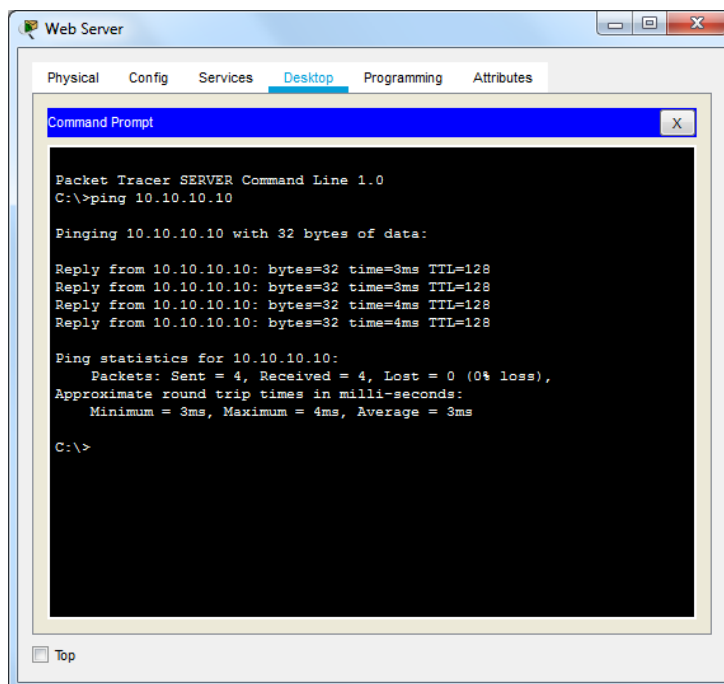 Web Server
Physical Config Services Desktop Programming Attributes
Command Prompt
X
Packet Tracer SERVER Command Line 1.0
C:\>ping 10.10.10.10
Pinging 10.10.10.10 with 32 bytes of data:
Reply from 10.10.10.10: bytes=32 time=3ms TTL=128
Reply from 10.10.10.10: bytes=32 time=3ms TTL=128
Reply from 10.10.10.10: bytes=32 time=4ms TTL=128
Reply from 10.10.10.10: bytes=32 time=4ms TTL=128
Ping statistics for 10.10.10.10:
Packets: Sent = 4, Received = 4, Lost = 0 (0% loss),
Approximate round trip times in milli-seconds:
Minimum = 3ms, Maximum = 4ms, Average = 3ms
C:\>
Top